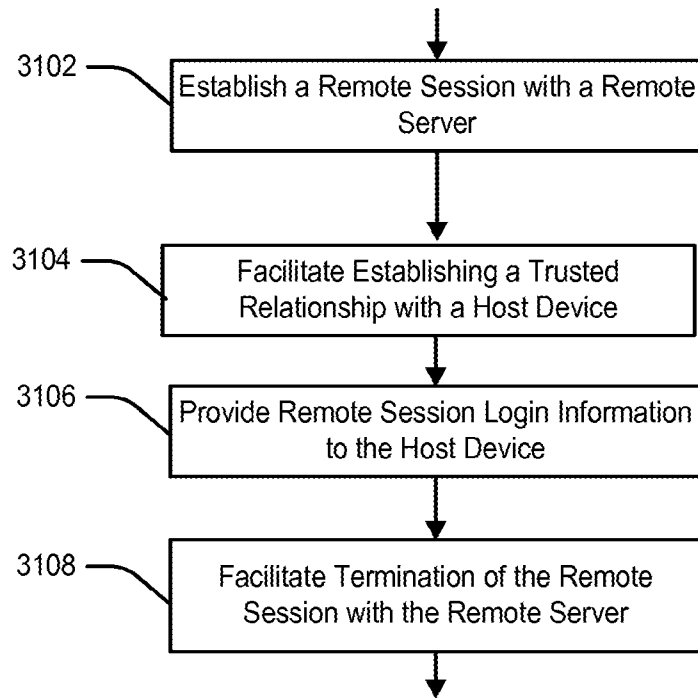 3102
Establish a Remote Session with a Remote
Server
3104
Facilitate Establishing a Trusted
Relationship with a Host Device
3106
Provide Remote Session Login Information
to the Host Device
3108
Facilitate Termination of the Remote
Session with the Remote Server